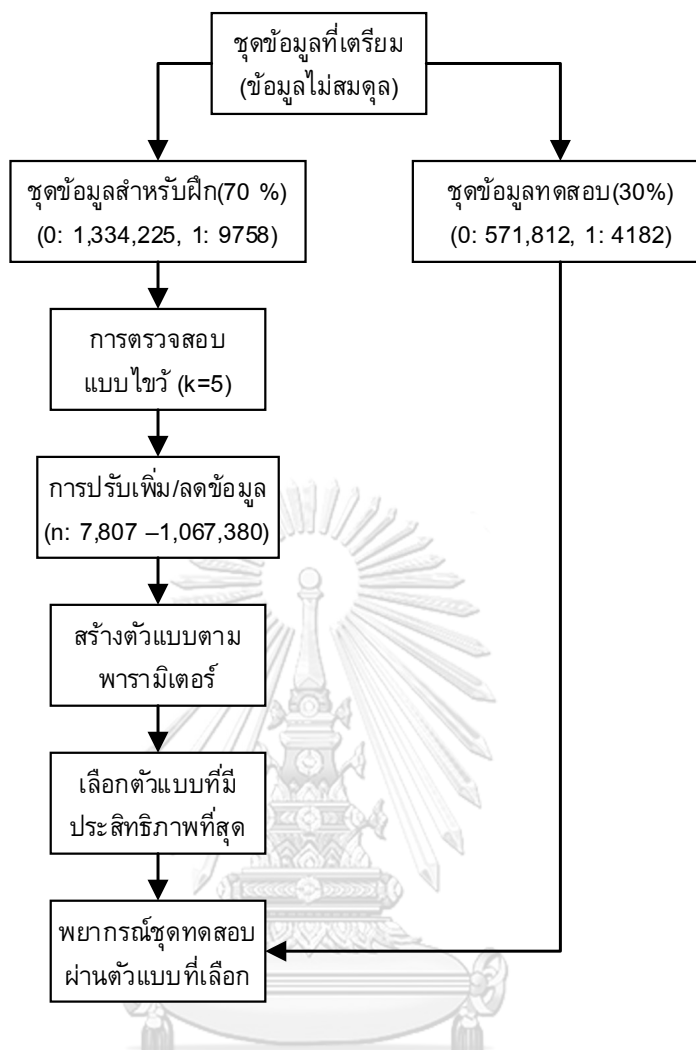 ชุดข้อมูลที่เตรียม
(ข้อมูลไม่สมดุล)
ชุดข้อมูลสำหรับฝึก(70 %)
(0: 1,334,225, 1: 9758)
ชุดข้อมูลทดสอบ(30%)
(0: 571,812, 1: 4182)
การตรวจสอบ
แบบไขว้ (k=5)
การปรับเพิ่ม/ลดข้อมูล
(n: 7,807 –1,067,380)
สร้างตัวแบบตาม
พารามิเตอร์
เลือกตัวแบบที่มี
ประสิทธิภาพที่สุด
พยากรณ์ชุดทดสอบ
ผ่านตัวแบบที่เลือก